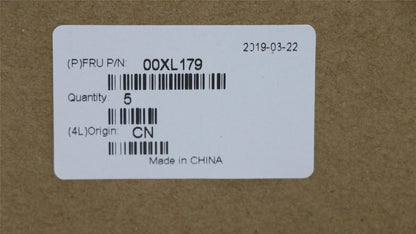 2019-03-22
(P)FRU P/N: 00XL179
Quantity: 5
(4L)Origin: CN
Made in CHINA